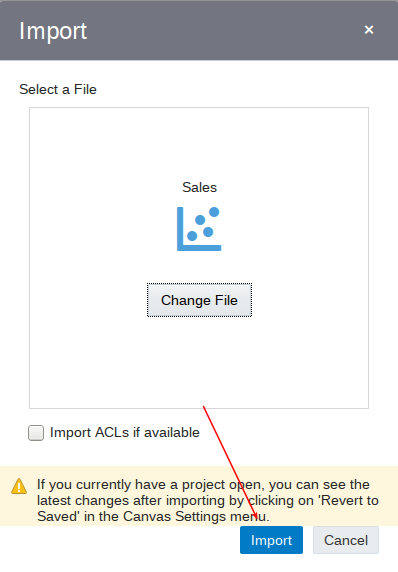 Import ×
Select a File
Sales
Change File
Import ACLs if available
If you currently have a project open, you can see the
latest changes after importing by clicking on 'Revert to
Saved' in the Canvas Settings menu.
Import Cancel